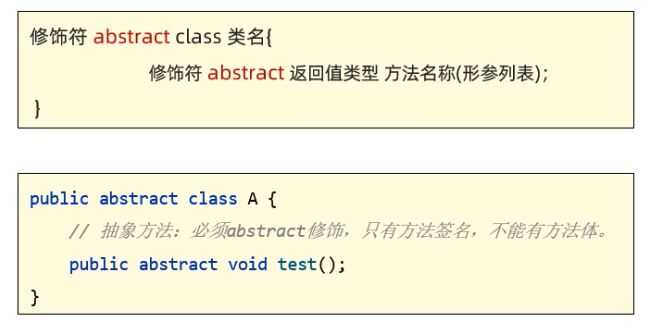 修饰符 abstract class 类名{
修饰符 abstract 返回值类型 方法名称(形参列表);
}
public abstract class A {
// 抽象方法：必须abstract修饰，只有方法签名，不能有方法体。
public abstract void test();
}